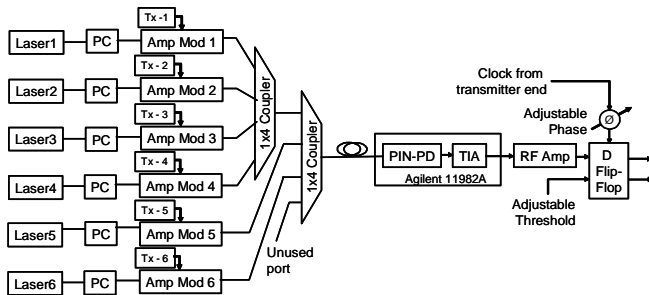 Tx -1
Laser1
PC
Amp Mod 1
Tx - 2
Laser2
PC
Amp Mod 2
Tx - 3
Laser3
PC
Amp Mod 3
Tx - 4
Laser4
PC
Amp Mod 4
Tx - 5
Laser5
PC
Amp Mod 5
Tx - 6
Laser6
PC
Amp Mod 6
1x4 Coupler
1x4 Coupler
Unused
port
PIN-PD
TIA
Agilent 11982A
RF Amp
Clock from
transmitter end
Adjustable
Phase
Ø
D
Flip-
Flop
Adjustable
Threshold